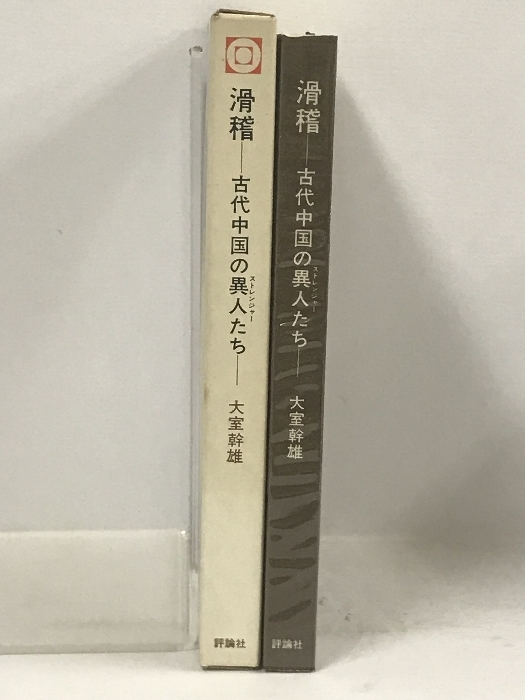 滑稽――古代中国の異人たち――
ストレンジャー
大室幹雄
評論社
滑稽――古代中国の異人たち――
ストレンジャー
大室幹雄
評論社